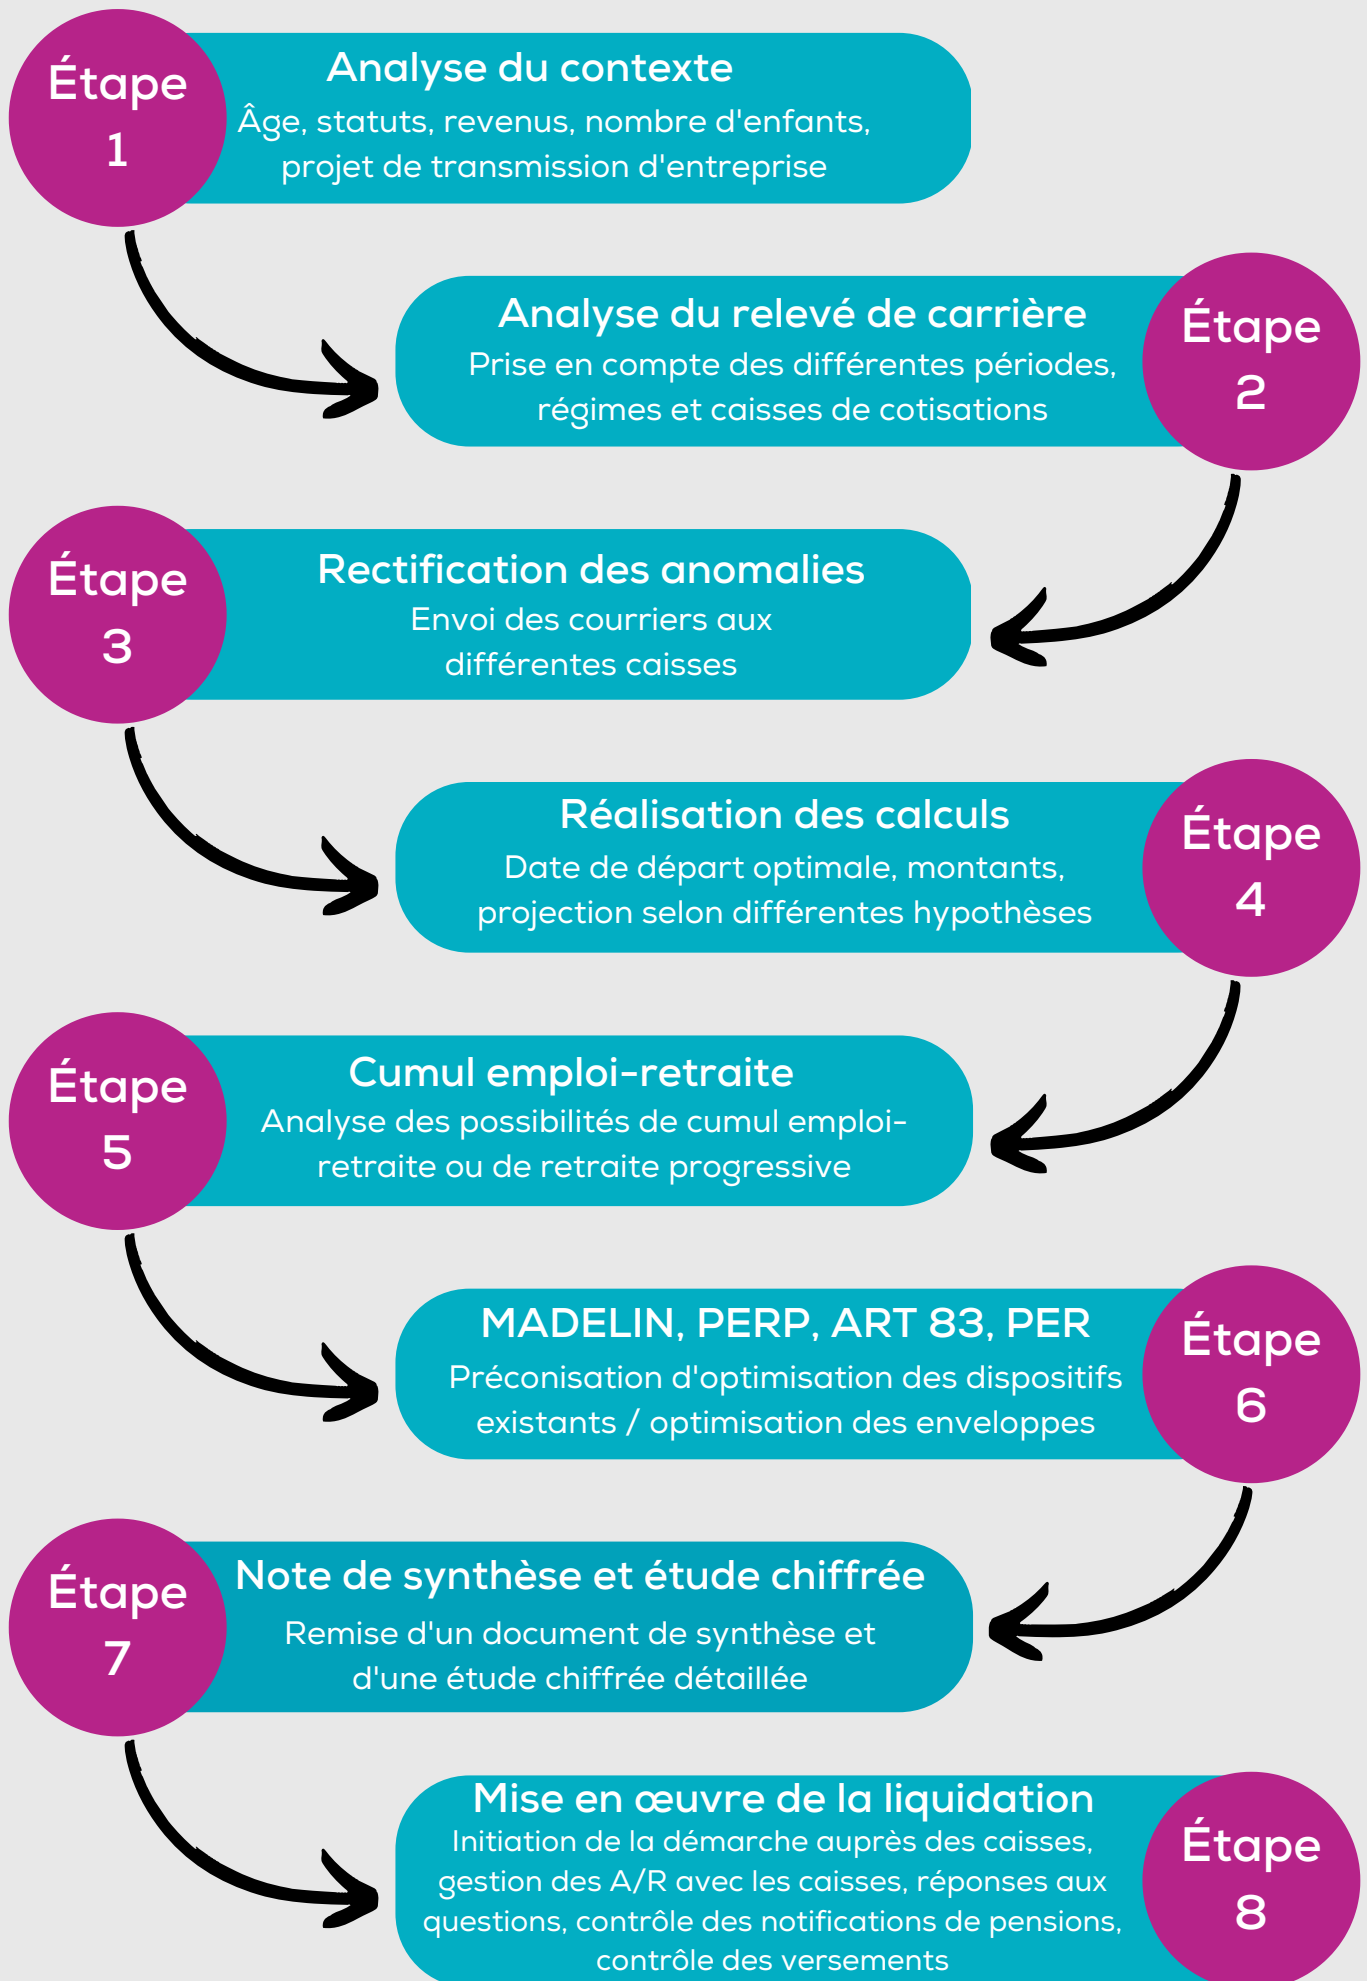 Étape
1
Analyse du contexte
Âge, statuts, revenus, nombre d'enfants,
projet de transmission d'entreprise
Analyse du relevé de carrière
Prise en compte des différentes périodes,
régimes et caisses de cotisations
Étape
2
Étape
3
Rectification des anomalies
Envoi des courriers aux
différentes caisses
Réalisation des calculs
Date de départ optimale, montants,
projection selon différentes hypothèses
Étape
4
Étape
5
Cumul emploi-retraite
Analyse des possibilités de cumul emploi-
retraite ou de retraite progressive
MADELIN, PERP, ART 83, PER
Préconisation d'optimisation des dispositifs
existants / optimisation des enveloppes
Étape
6
Étape
7
Note de synthèse et étude chiffrée
Remise d'un document de synthèse et
d'une étude chiffrée détaillée
Mise en œuvre de la liquidation
Initiation de la démarche auprès des caisses,
gestion des A/R avec les caisses, réponses aux
questions, contrôle des notifications de pensions,
contrôle des versements
Étape
8